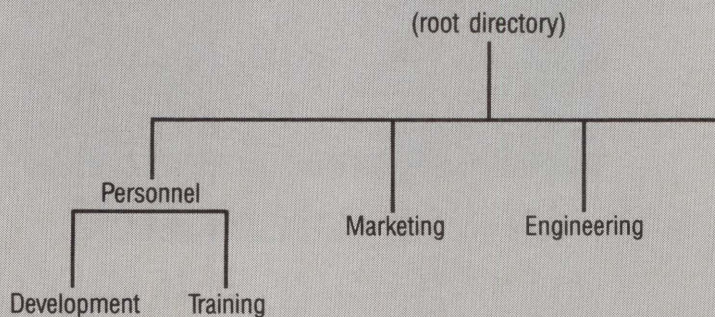 (root directory)
Personnel
Marketing Engineering
Development Training